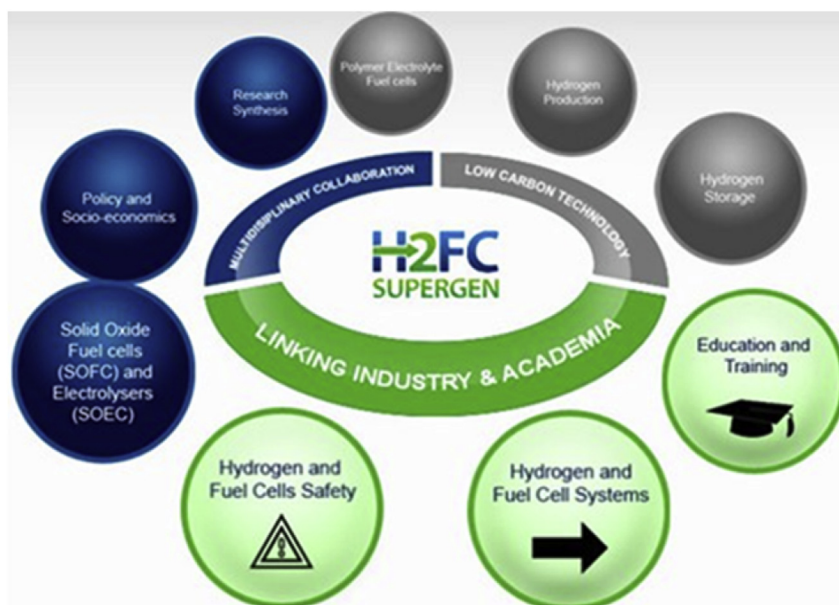 Polymer Electrolyte
Fuel cells
Research
Synthesis
Hydrogen
Production
Policy and
Socio-economics
Hydrogen
Storage
MULTIDISIPLINARY COLLABORATION
LOW CARBON TECHNOLOGY
H2FC
SUPERGEN
LINKING INDUSTRY & ACADEMIA
Solid Oxide
Fuel cells
(SOFC) and
Electrolysers
(SOEC)
Education and
Training
Hydrogen and
Fuel Cells Safety
Hydrogen and
Fuel Cell Systems